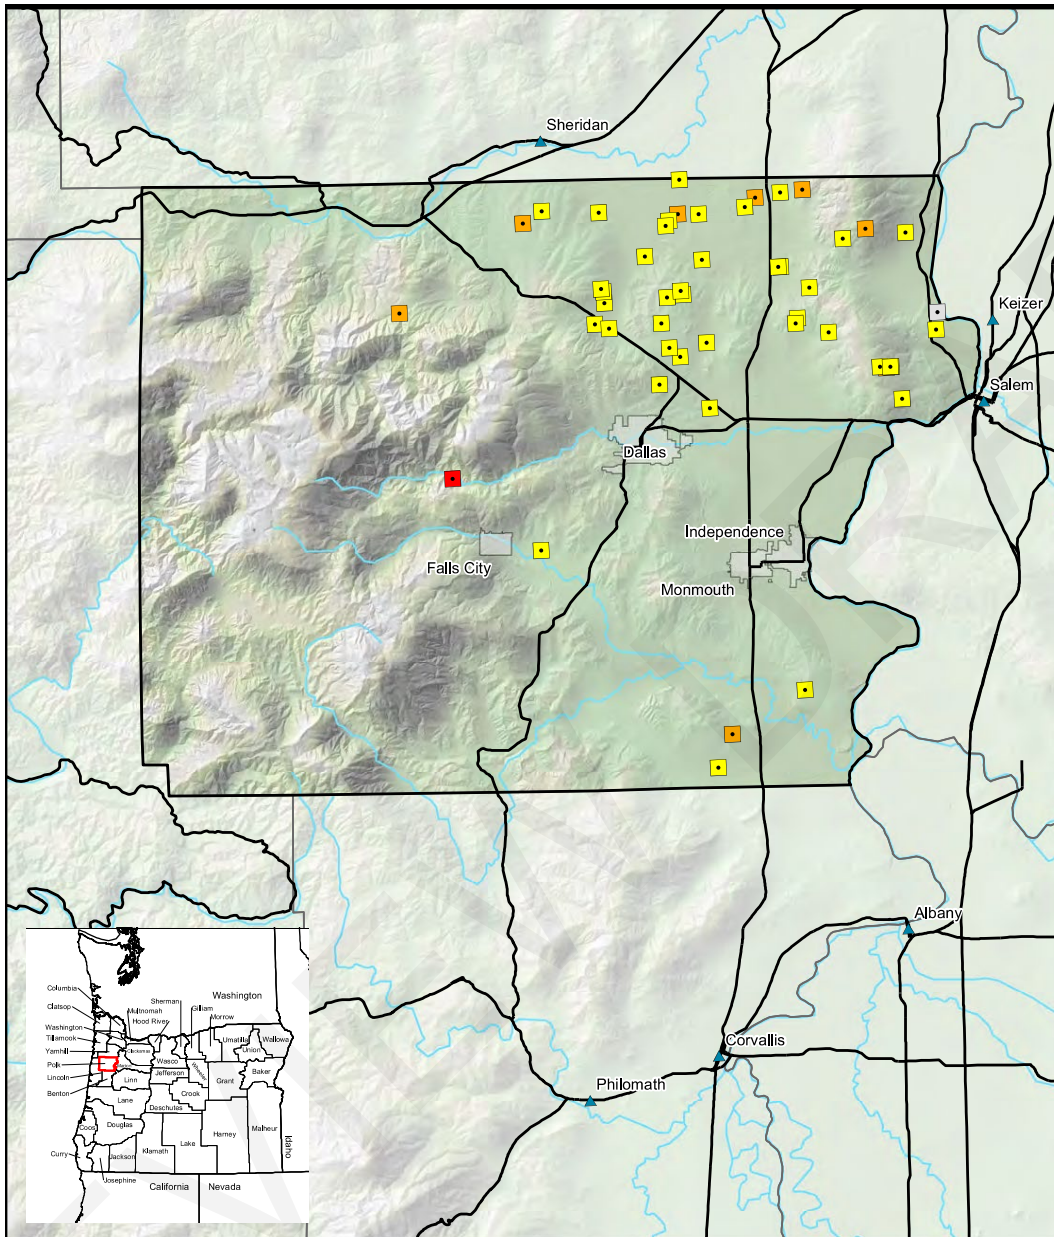 Sheridan
Keizer
Salem
Dallas
Independence
Falls City
Monmouth
Albany
Corvallis
Philomath
Columbia
Clatsop
Washington
Tillamook
Yamhill
Polk
Lincoln
Benton
Sherman
Washington
Gilliam
Multnomah
Hood River
Morrow
Umatilla
Union
Wallowa
Clackamas
Wasco
Wheeler
Jefferson
Grant
Baker
Linn
Crook
Lane
Deschutes
Coos
Douglas
Harney
Malheur
Lake
Klamath
Curry
Jackson
Josephine
California
Nevada
Idaho